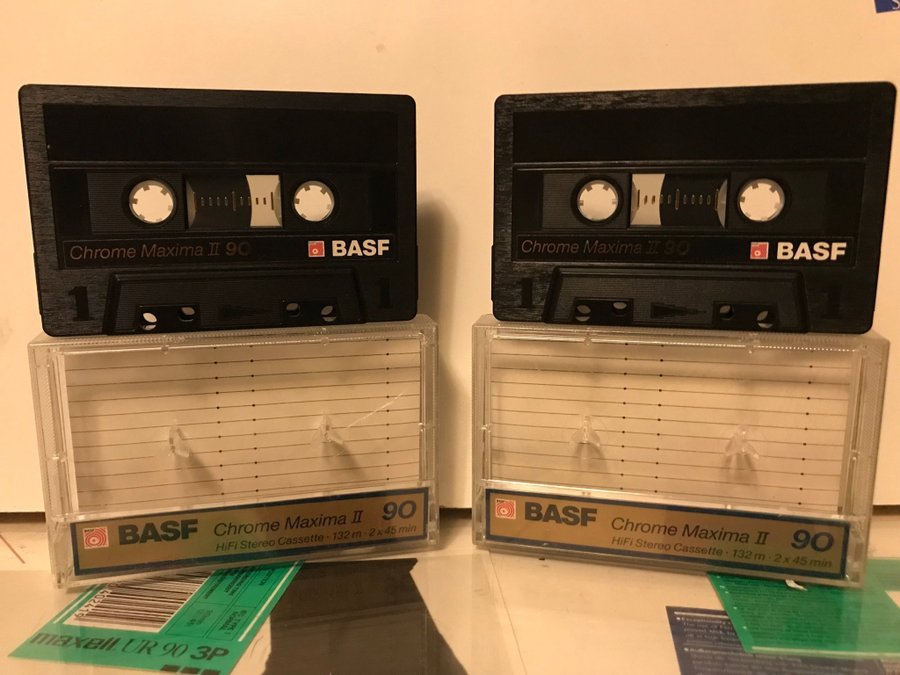 Chrome Maxima II 90
BASF
1 1
Chrome Maxima II 90
BASF
1 1
BASF Chrome Maxima II 90
HiFi Stereo Cassette · 132 m · 2 x 45 min
BASF Chrome Maxima II 90
HiFi Stereo Cassette · 132 m · 2 x 45 min
maxell UR 90 3P